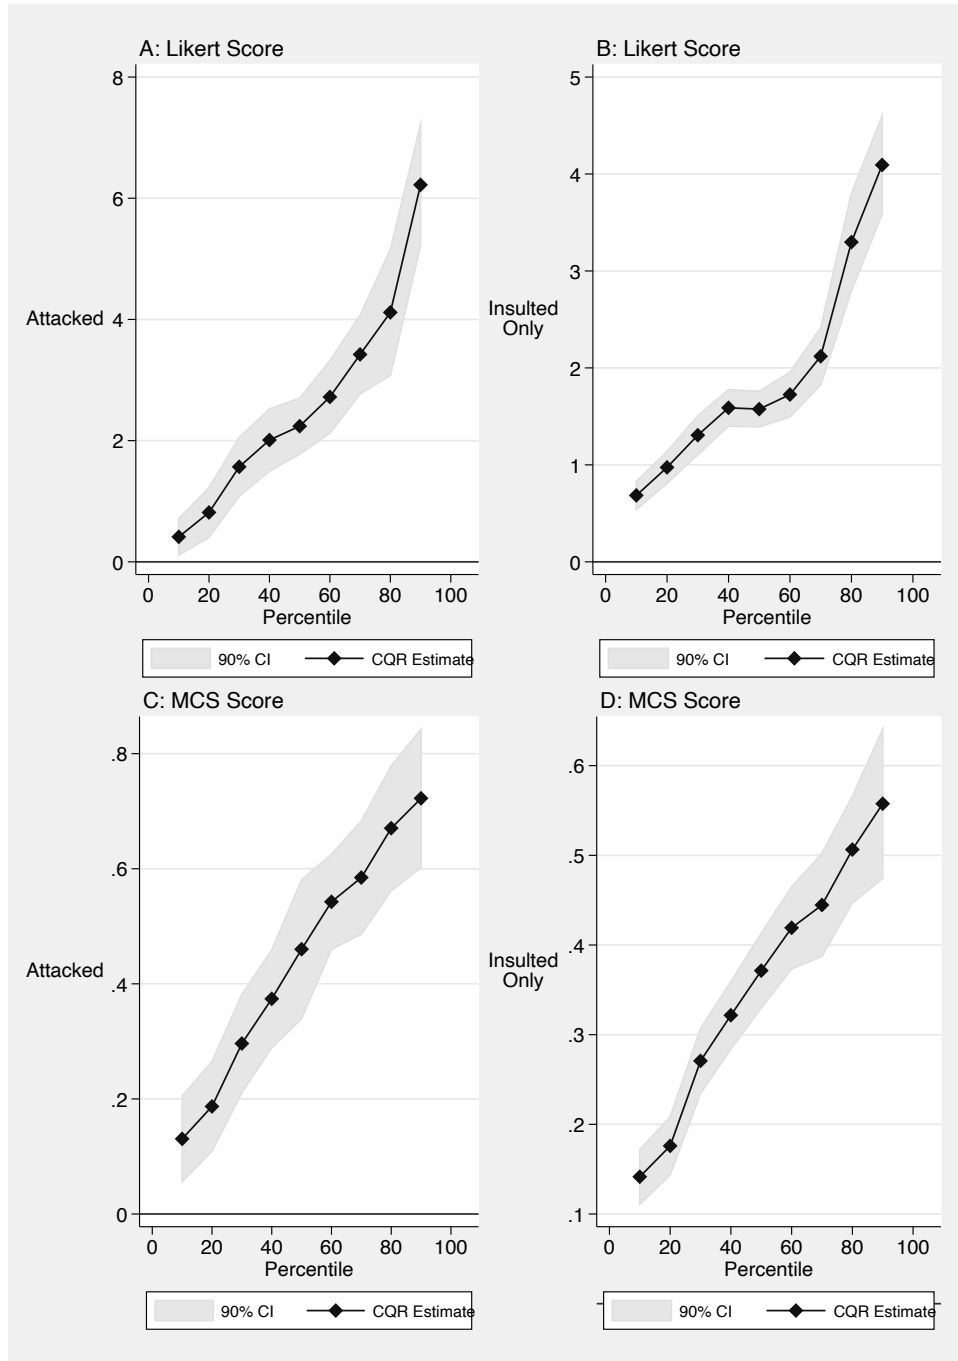 A: Likert Score
8
6
Attacked 4
2
0
0 20 40 60 80 100
Percentile
90% CI CQR Estimate
B: Likert Score
5
4
3
Insulted
Only
2
1
0
0 20 40 60 80 100
Percentile
90% CI CQR Estimate
C: MCS Score
.8
.6
Attacked .4
.2
0
0 20 40 60 80 100
Percentile
90% CI CQR Estimate
D: MCS Score
.6
.5
.4
Insulted
Only
.3
.2
.1
0 20 40 60 80 100
Percentile
90% CI CQR Estimate